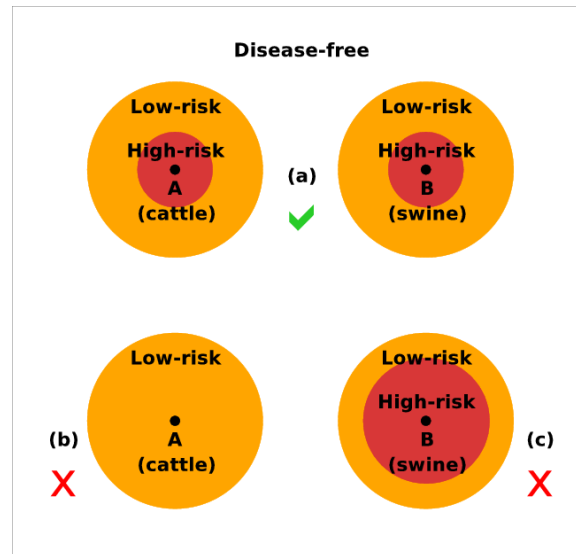 Disease-free
Low-risk
Low-risk
High-risk
High-risk
(a)
A
B
(cattle)
(swine)
Low-risk
Low-risk
High-risk
(b)
A
B
(c)
(cattle)
(swine)
X
X